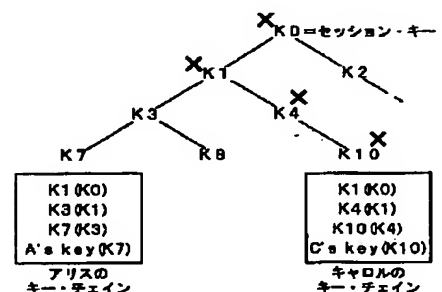 K0=セッション・キー
K1
K2
K3
K4
K7
K8
K10
K1(K0)
K3(K1)
K7(K3)
A's key(K7)
アリスの
キー・チェイン
K1(K0)
K4(K1)
K10(K4)
C's key(K10)
キャロルの
キー・チェイン